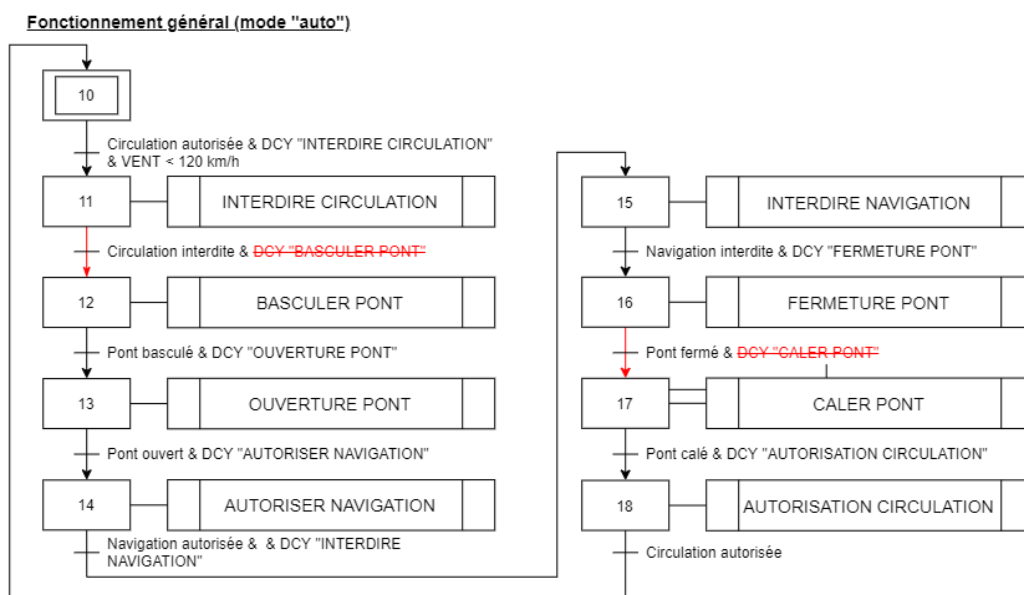 Fonctionnement général (mode "auto")
10
Circulation autorisée & DCY "INTERDIRE CIRCULATION"
& VENT < 120 km/h
11
INTERDIRE CIRCULATION
Circulation interdite & DCY "BASCULER PONT"
12
BASCULER PONT
Pont basculé & DCY "OUVERTURE PONT"
13
OUVERTURE PONT
Pont ouvert & DCY "AUTORISER NAVIGATION"
14
AUTORISER NAVIGATION
Navigation autorisée &  & DCY "INTERDIRE
NAVIGATION"
15
INTERDIRE NAVIGATION
Navigation interdite & DCY "FERMETURE PONT"
16
FERMETURE PONT
Pont fermé & DCY "CALER PONT"
17
CALER PONT
Pont calé & DCY "AUTORISATION CIRCULATION"
18
AUTORISATION CIRCULATION
Circulation autorisée